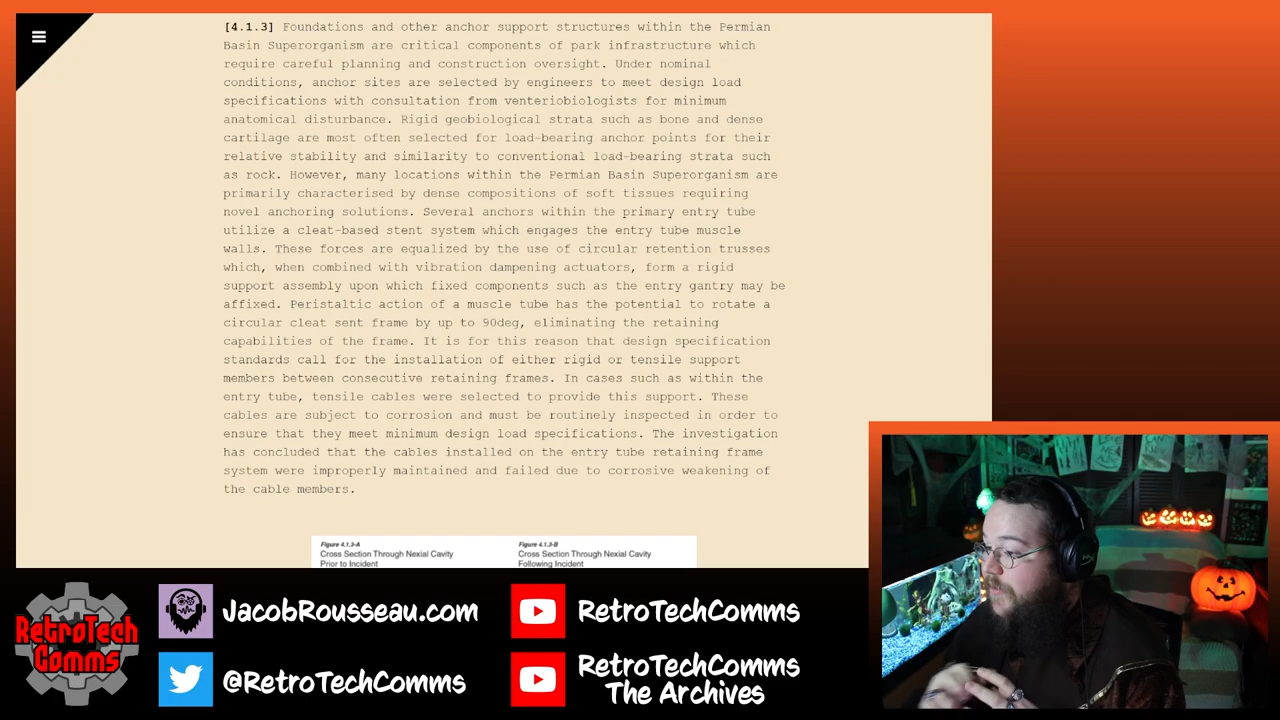 [4.1.3] Foundations and other anchor support structures within the Permian
Basin Superorganism are critical components of park infrastructure which
require careful planning and construction oversight. Under nominal
conditions, anchor sites are selected by engineers to meet design load
specifications with consultation from venteriobiologists for minimum
anatomical disturbance. Rigid geobiological strata such as bone and dense
cartilage are most often selected for load-bearing anchor points for their
relative stability and similarity to conventional load-bearing strata such
as rock. However, many locations within the Permian Basin Superorganism are
primarily characterised by dense compositions of soft tissues requiring
novel anchoring solutions. Several anchors within the primary entry tube
utilize a cleat-based stent system which engages the entry tube muscle
walls. These forces are equalized by the use of circular retention trusses
which, when combined with vibration dampening actuators, form a rigid
support assembly upon which fixed components such as the entry gantry may be
affixed. Peristaltic action of a muscle tube has the potential to rotate a
circular cleat sent frame by up to 90deg, eliminating the retaining
capabilities of the frame. It is for this reason that design specification
standards call for the installation of either rigid or tensile support
members between consecutive retaining frames. In cases such as within the
entry tube, tensile cables were selected to provide this support. These
cables are subject to corrosion and must be routinely inspected in order to
ensure that they meet minimum design load specifications. The investigation
has concluded that the cables installed on the entry tube retaining frame
system were improperly maintained and failed due to corrosive weakening of
the cable members.
Figure 4.1.3-A
Cross Section Through Nexial Cavity
Prior to Incident
Figure 4.1.3-B
Cross Section Through Nexial Cavity
Following Incident
RetroTech
Comms
JacobRousseau.com
@RetroTechComms
RetroTechComms
RetroTechComms
The Archives